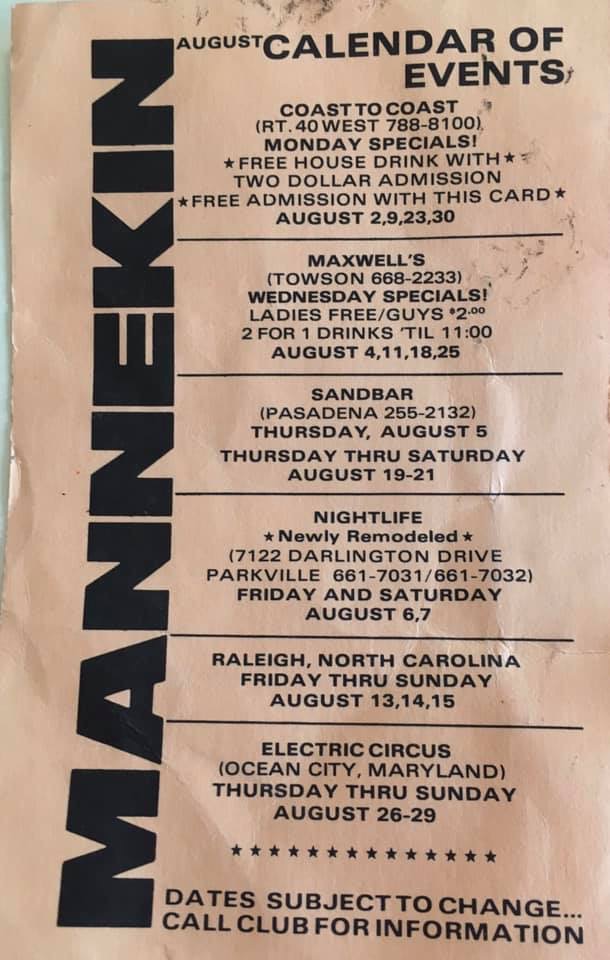 MANNEKIN
AUGUST CALENDAR OF
EVENTS
COAST TO COAST
(RT. 40 WEST 788-8100)
MONDAY SPECIALS!
★FREE HOUSE DRINK WITH★
TWO DOLLAR ADMISSION
★FREE ADMISSION WITH THIS CARD★
AUGUST 2,9,23,30
MAXWELL'S
(TOWSON 668-2233)
WEDNESDAY SPECIALS!
LADIES FREE/GUYS $2.00
2 FOR 1 DRINKS 'TIL 11:00
AUGUST 4,11,18,25
SANDBAR
(PASADENA 255-2132)
THURSDAY, AUGUST 5
THURSDAY THRU SATURDAY
AUGUST 19-21
NIGHTLIFE
★Newly Remodeled★
(7122 DARLINGTON DRIVE
PARKVILLE 661-7031/661-7032)
FRIDAY AND SATURDAY
AUGUST 6,7
RALEIGH, NORTH CAROLINA
FRIDAY THRU SUNDAY
AUGUST 13,14,15
ELECTRIC CIRCUS
(OCEAN CITY, MARYLAND)
THURSDAY THRU SUNDAY
AUGUST 26-29
★★★★★★★★★★★★★★
DATES SUBJECT TO CHANGE...
CALL CLUB FOR INFORMATION